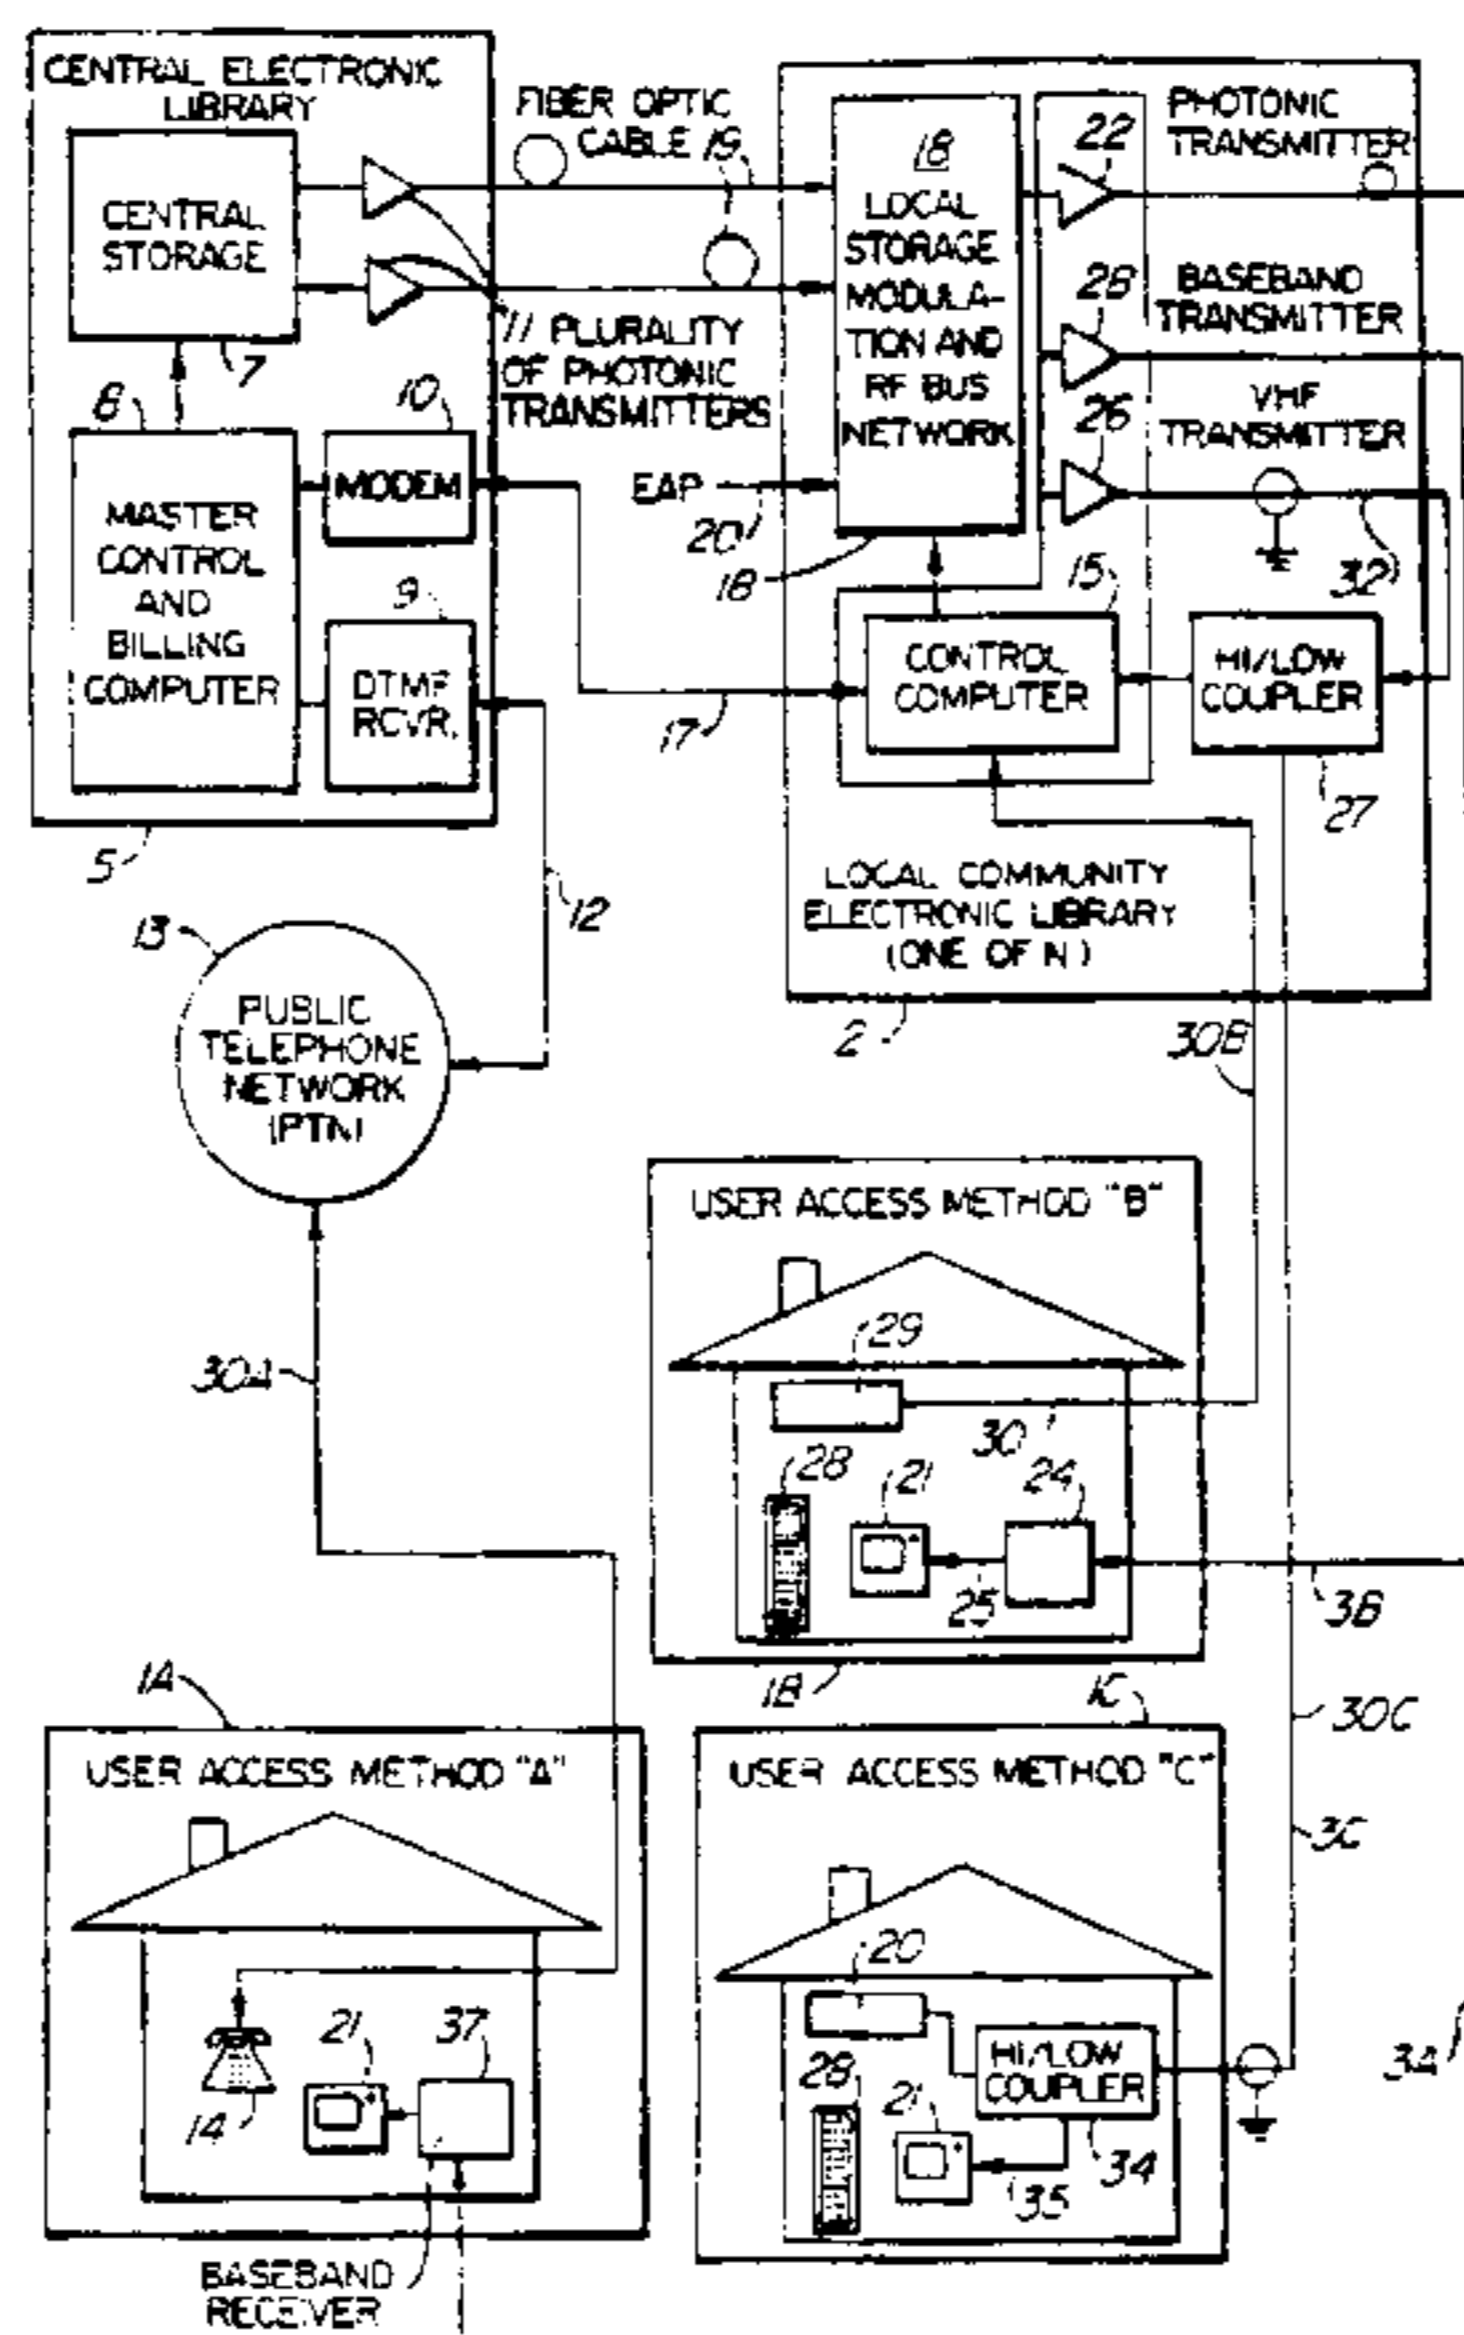 CENTRAL ELECTRONIC
LIBRARY
CENTRAL
STORAGE
7
8
MASTER
CONTROL
AND
BILLING
COMPUTER
10
MODEM
9
DTMF
RCVR.
5
FIBER OPTIC
CABLE 19
11 PLURALITY
OF PHOTONIC
TRANSMITTERS
EAP
20
17
12
18
LOCAL
STORAGE
MODULA-
TION AND
RF BUS
NETWORK
18
22
PHOTONIC
TRANSMITTER
28
BASEBAND
TRANSMITTER
VHF
26
TRANSMITTER
32
15
CONTROL
COMPUTER
HI/LOW
COUPLER
27
LOCAL COMMUNITY
ELECTRONIC LIBRARY
(ONE OF N)
2
13
PUBLIC
TELEPHONE
NETWORK
(PTN)
30A
30B
USER ACCESS METHOD "B"
29
30
28
21
24
25
3B
1B
1A
USER ACCESS METHOD "A"
21
37
14
BASEBAND
RECEIVER
1C
USER ACCESS METHOD "C"
30C
3C
20
HI/LOW
COUPLER
28
21
34
35
3A